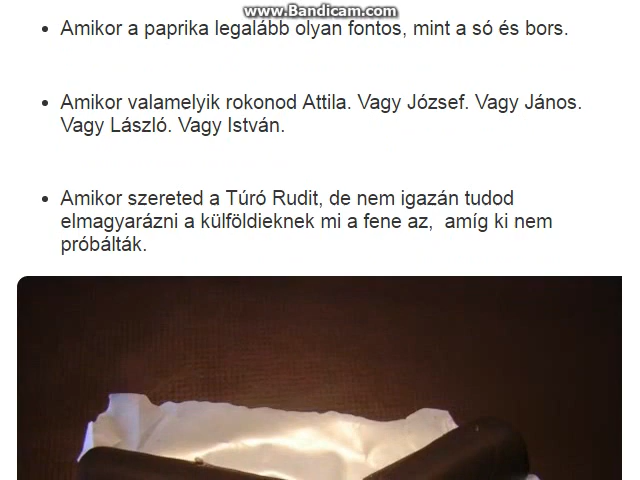 www.Bandicam.com
Amikor a paprika legalább olyan fontos, mint a só és bors.
Amikor valamelyik rokonod Attila. Vagy József. Vagy János.
Vagy László. Vagy István.
Amikor szereted a Túró Rudit, de nem igazán tudod
elmagyarázni a külföldieknek mi a fene az,  amíg ki nem
próbálták.